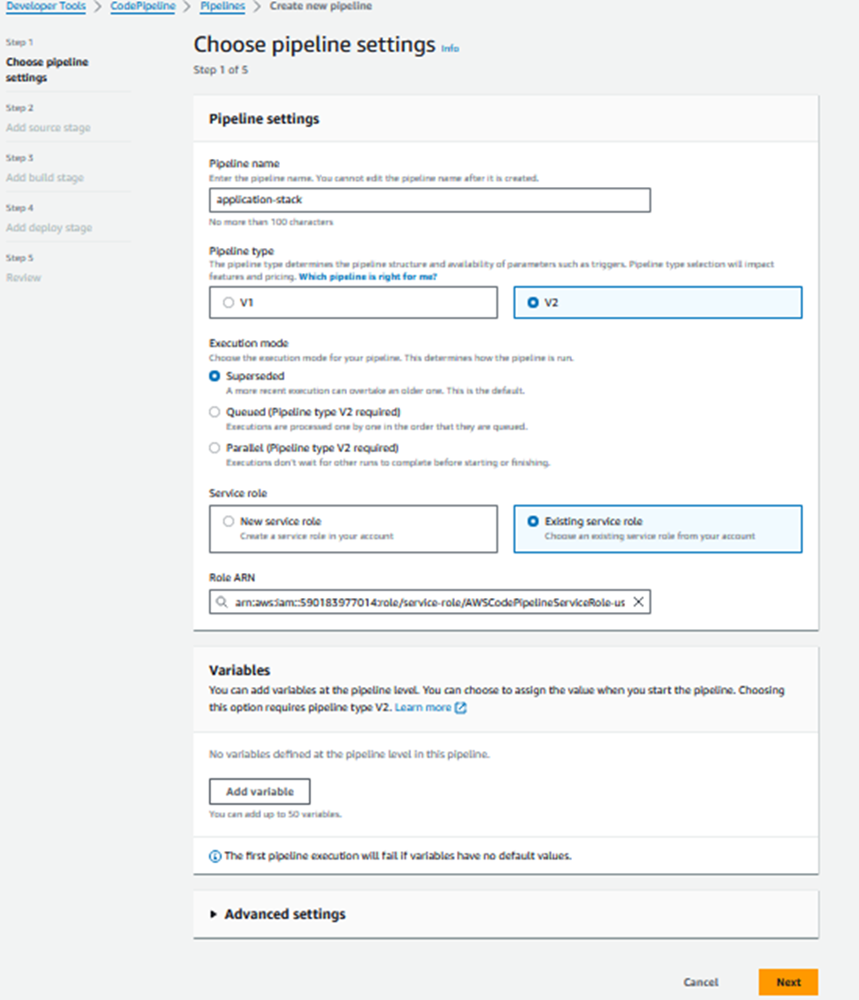 Developer Tools > CodePipeline > Pipelines > Create new pipeline
Step 1
Choose pipeline
settings
Step 2
Add source stage
Step 3
Add build stage
Step 4
Add deploy stage
Step 5
Review
Choose pipeline settings Info
Step 1 of 5
Pipeline settings
Pipeline name
Enter the pipeline name. You cannot edit the pipeline name after it is created.
application-stack
No more than 100 characters
Pipeline type
The pipeline type determines the pipeline structure and availability of parameters such as triggers. Pipeline type selection will impact
features and pricing. Which pipeline is right for me?
V1
V2
Execution mode
Choose the execution mode for your pipeline. This determines how the pipeline is run.
Superseded
A more recent execution can overtake an older one. This is the default.
Queued (Pipeline type V2 required)
Executions are processed one by one in the order that they are queued.
Parallel (Pipeline type V2 required)
Executions don't wait for other runs to complete before starting or finishing.
Service role
New service role
Create a service role in your account
Existing service role
Choose an existing service role from your account
Role ARN
arn:aws:iam::590183977014:role/service-role/AWSCodePipelineServiceRole-us
Variables
You can add variables at the pipeline level. You can choose to assign the value when you start the pipeline. Choosing
this option requires pipeline type V2. Learn more
No variables defined at the pipeline level in this pipeline.
Add variable
You can add up to 50 variables.
The first pipeline execution will fail if variables have no default values.
Advanced settings
Cancel
Next